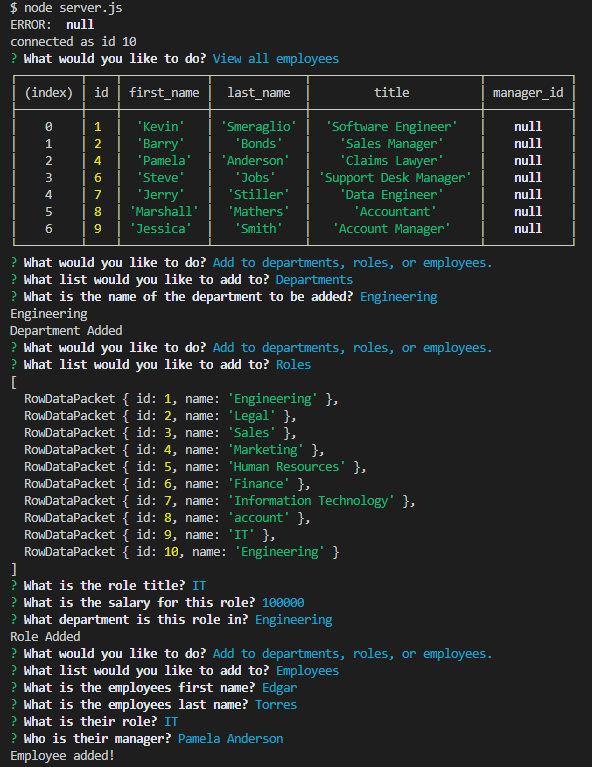 $ node server.js
ERROR:  null
connected as id 10
? What would you like to do? View all employees
(index) id first_name last_name title manager_id
0 1 'Kevin' 'Smeraglio' 'Software Engineer' null
1 2 'Barry' 'Bonds' 'Sales Manager' null
2 4 'Pamela' 'Anderson' 'Claims Lawyer' null
3 6 'Steve' 'Jobs' 'Support Desk Manager' null
4 7 'Jerry' 'Stiller' 'Data Engineer' null
5 8 'Marshall' 'Mathers' 'Accountant' null
6 9 'Jessica' 'Smith' 'Account Manager' null
? What would you like to do? Add to departments, roles, or employees.
? What list would you like to add to? Departments
? What is the name of the department to be added? Engineering
Engineering
Department Added
? What would you like to do? Add to departments, roles, or employees.
? What list would you like to add to? Roles
[
  RowDataPacket { id: 1, name: 'Engineering' },
  RowDataPacket { id: 2, name: 'Legal' },
  RowDataPacket { id: 3, name: 'Sales' },
  RowDataPacket { id: 4, name: 'Marketing' },
  RowDataPacket { id: 5, name: 'Human Resources' },
  RowDataPacket { id: 6, name: 'Finance' },
  RowDataPacket { id: 7, name: 'Information Technology' },
  RowDataPacket { id: 8, name: 'account' },
  RowDataPacket { id: 9, name: 'IT' },
  RowDataPacket { id: 10, name: 'Engineering' }
]
? What is the role title? IT
? What is the salary for this role? 100000
? What department is this role in? Engineering
Role Added
? What would you like to do? Add to departments, roles, or employees.
? What list would you like to add to? Employees
? What is the employees first name? Edgar
? What is the employees last name? Torres
? What is their role? IT
? Who is their manager? Pamela Anderson
Employee added!